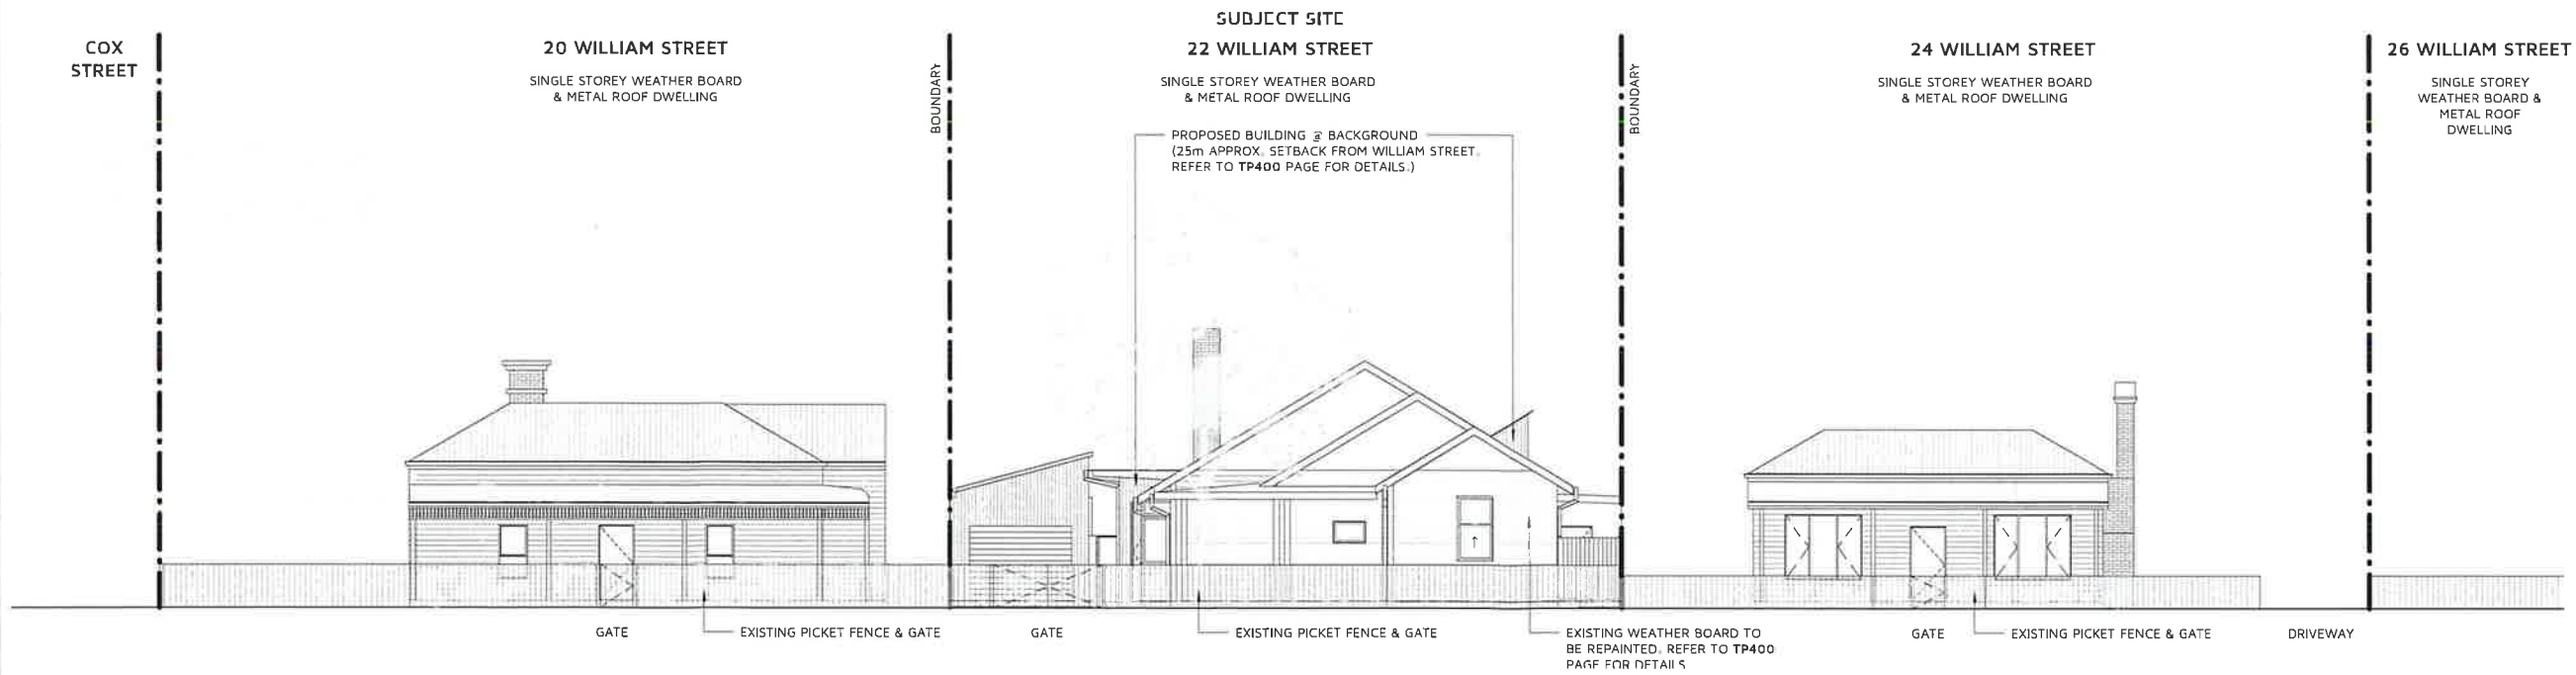 SUBJECT SITE
COX
STREET
20 WILLIAM STREET
SINGLE STOREY WEATHER BOARD
& METAL ROOF DWELLING
BOUNDARY
22 WILLIAM STREET
SINGLE STOREY WEATHER BOARD
& METAL ROOF DWELLING
PROPOSED BUILDING @ BACKGROUND
(25m APPROX. SETBACK FROM WILLIAM STREET.
REFER TO TP400 PAGE FOR DETAILS.)
BOUNDARY
24 WILLIAM STREET
SINGLE STOREY WEATHER BOARD
& METAL ROOF DWELLING
26 WILLIAM STREET
SINGLE STOREY
WEATHER BOARD &
METAL ROOF
DWELLING
GATE
EXISTING PICKET FENCE & GATE
GATE
EXISTING PICKET FENCE & GATE
EXISTING WEATHER BOARD TO
BE REPAINTED. REFER TO TP400
PAGE FOR DETAILS
GATE
EXISTING PICKET FENCE & GATE
DRIVEWAY